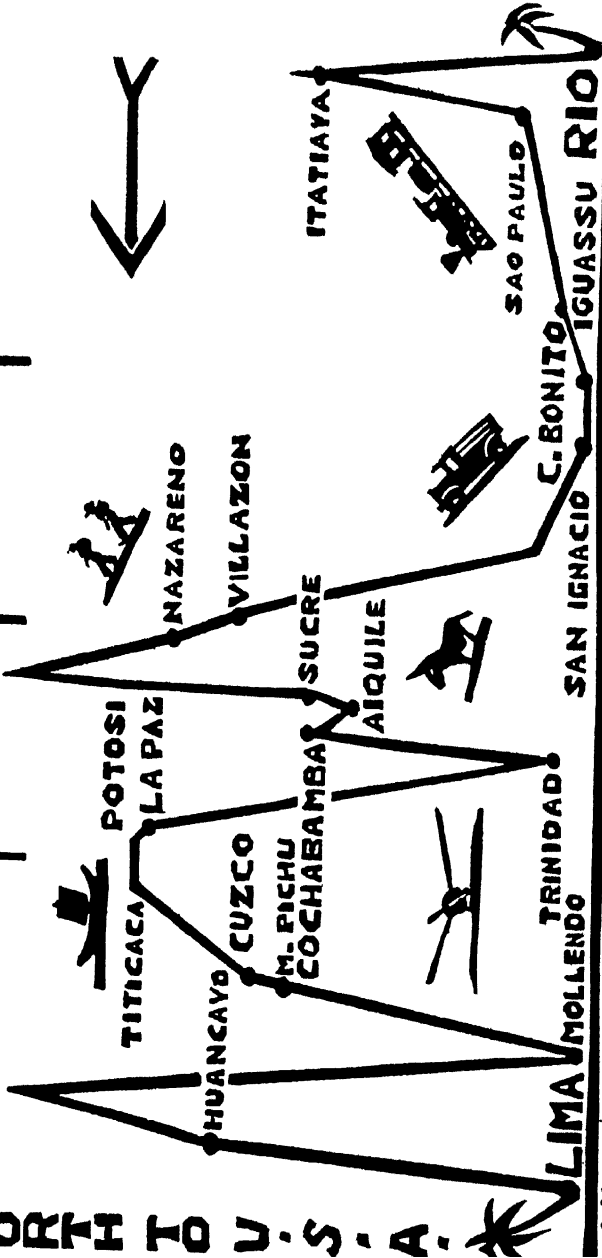 ORTH TO U.S.A.
LIMA
HUANCAYO
MOLLENDO
TITICACA
CUZCO
M. PICHU
COCHABAMBA
TRINIDAD
POTOSI
LA PAZ
AIQUILE
SUCRE
NAZARENO
VILLAZON
SAN IGNACIO
C. BONITO
IGUASSU
SAO PAULO
ITATIAYA
RIO